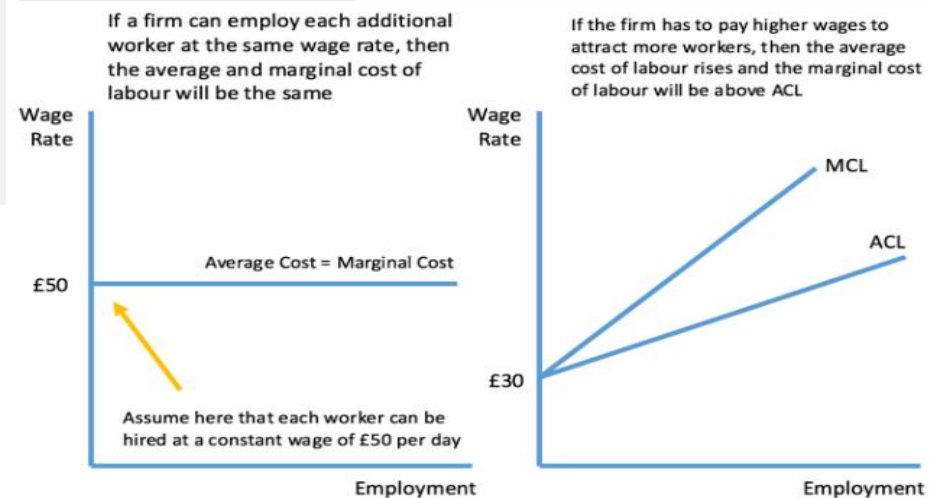 If a firm can employ each additional
worker at the same wage rate, then
the average and marginal cost of
labour will be the same
Wage
Rate
Average Cost = Marginal Cost
£50
Assume here that each worker can be
hired at a constant wage of £50 per day
Employment
If the firm has to pay higher wages to
attract more workers, then the average
cost of labour rises and the marginal cost
of labour will be above ACL
Wage
Rate
MCL
ACL
£30
Employment